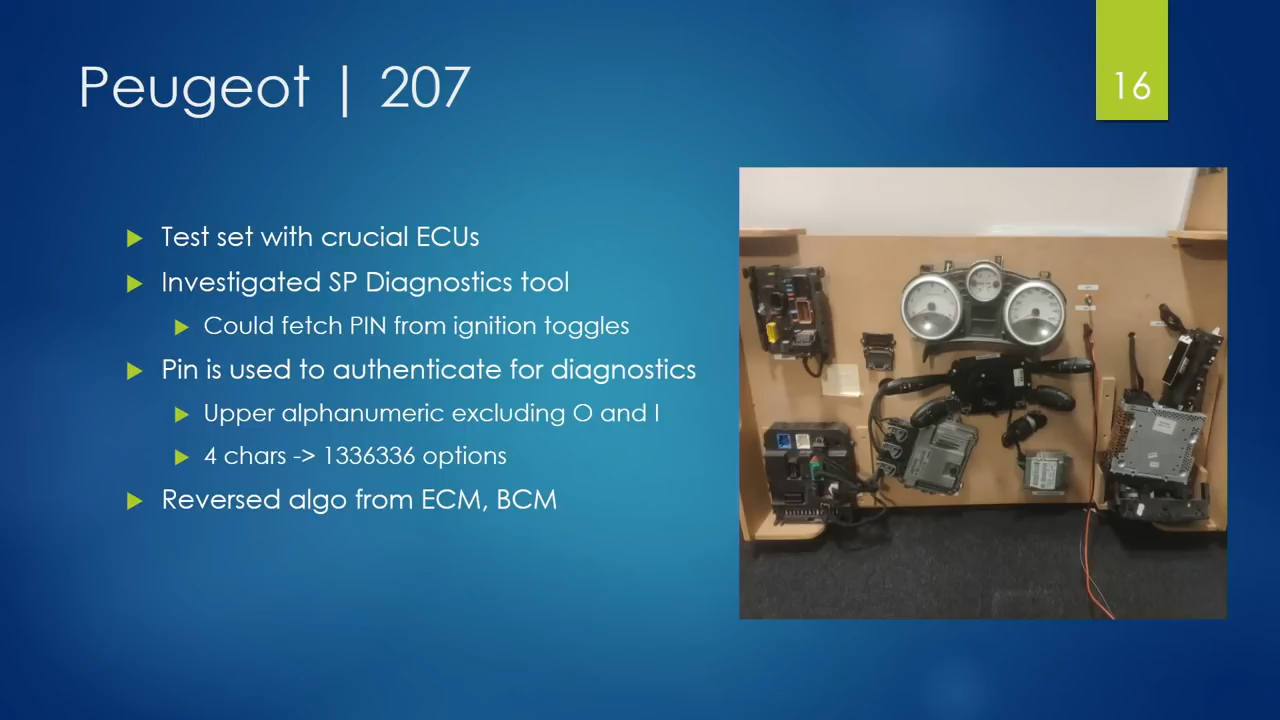 Peugeot | 207
16
Test set with crucial ECUs
Investigated SP Diagnostics tool
Could fetch PIN from ignition toggles
Pin is used to authenticate for diagnostics
Upper alphanumeric excluding O and I
4 chars -> 1336336 options
Reversed algo from ECM, BCM